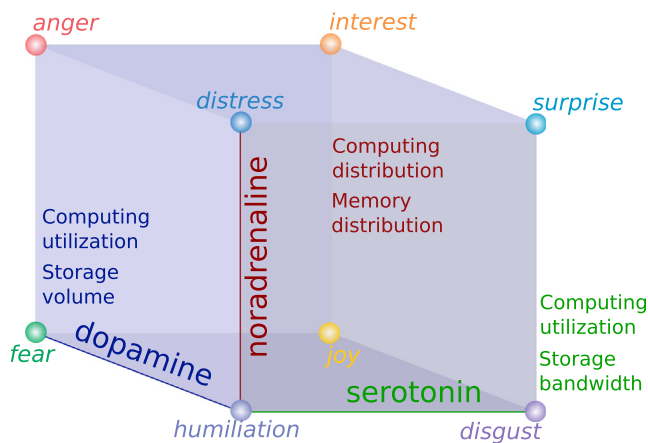 anger
interest
distress
surprise
Computing
distribution
Memory
distribution
noradrenaline
Computing
utilization
Storage
volume
Computing
utilization
Storage
bandwidth
fear
dopamine
joy
serotonin
humiliation
disgust